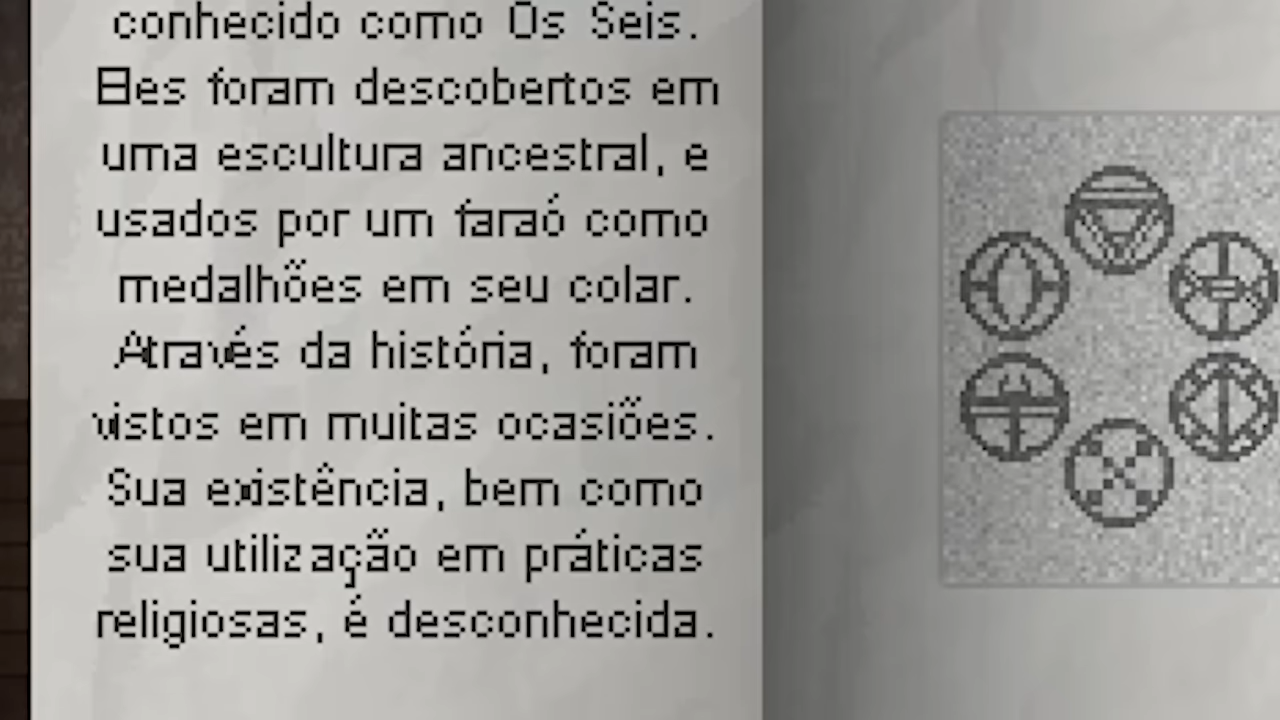 conhecido como Os Seis.
Eles foram descobertos em
uma escultura ancestral, e
usados por um faraó como
medalhões em seu colar.
Através da história, foram
vistos em muitas ocasiões.
Sua existência, bem como
sua utilização em práticas
religiosas, é desconhecida.